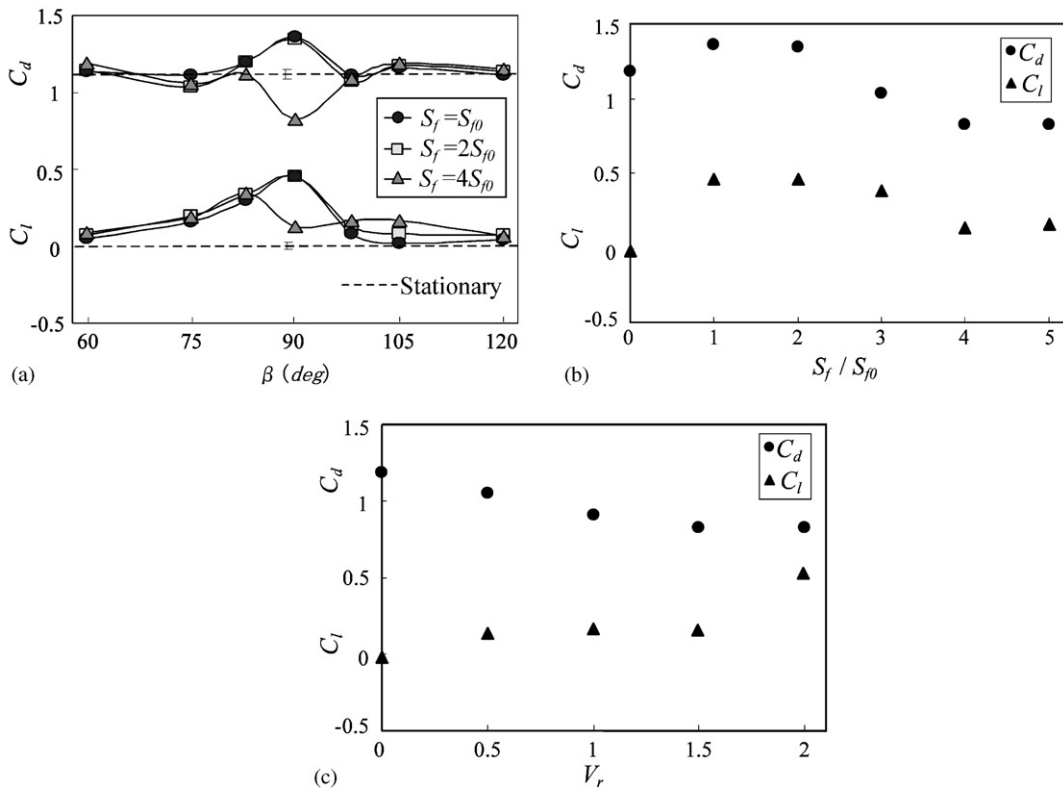 1.5
C_d
1
0.5
C_l
0
-0.5
S_f = S_f0
S_f = 2S_f0
S_f = 4S_f0
Stationary
60 75 90 105 120
(a) β (deg)
1.5
C_d
1
0.5
C_l
0
-0.5
C_d
C_l
0 1 2 3 4 5
(b) S_f / S_f0
1.5
C_d
1
0.5
C_l
0
-0.5
C_d
C_l
0 0.5 1 1.5 2
(c) V_r